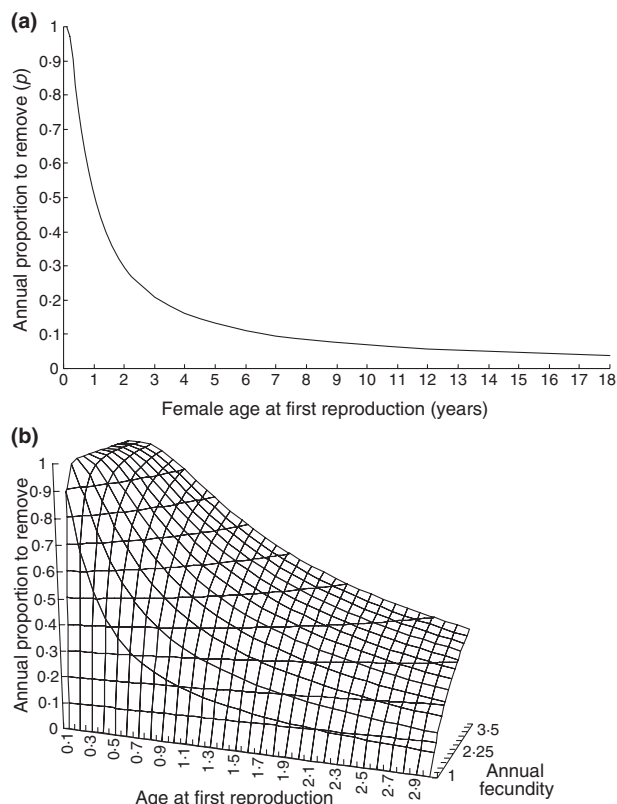 (a)
Annual proportion to remove (p)
1
0·9
0·8
0·7
0·6
0·5
0·4
0·3
0·2
0·1
0
0 1 2 3 4 5 6 7 8 9 10 11 12 13 14 15 16 17 18
Female age at first reproduction (years)
(b)
Annual proportion to remove
1
0·9
0·8
0·7
0·6
0·5
0·4
0·3
0·2
0·1
0
0·1 0·3 0·5 0·7 0·9 1·1 1·3 1·5 1·7 1·9 2·1 2·3 2·5 2·7 2·9
Age at first reproduction
3·5
2·25
1
Annual
fecundity